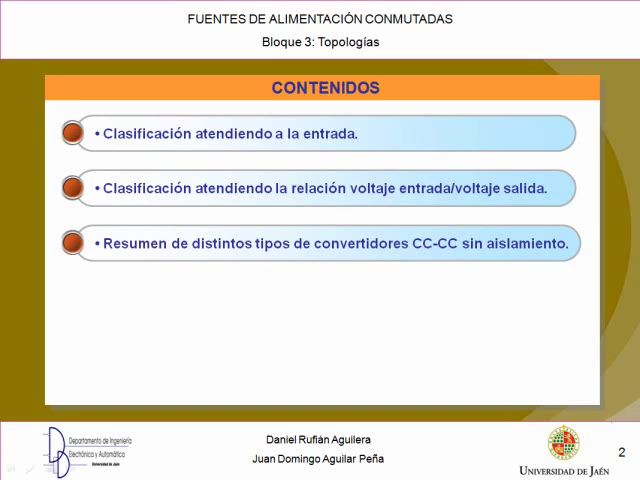 FUENTES DE ALIMENTACIÓN CONMUTADAS
Bloque 3: Topologías
CONTENIDOS
• Clasificación atendiendo a la entrada.
• Clasificación atendiendo la relación voltaje entrada/voltaje salida.
• Resumen de distintos tipos de convertidores CC-CC sin aislamiento.
Departamento de Ingeniería
Electrónica y Automática
Universidad de Jaén
Daniel Rufián Aguilera
Juan Domingo Aguilar Peña
UNIVERSIDAD DE JAÉN
2